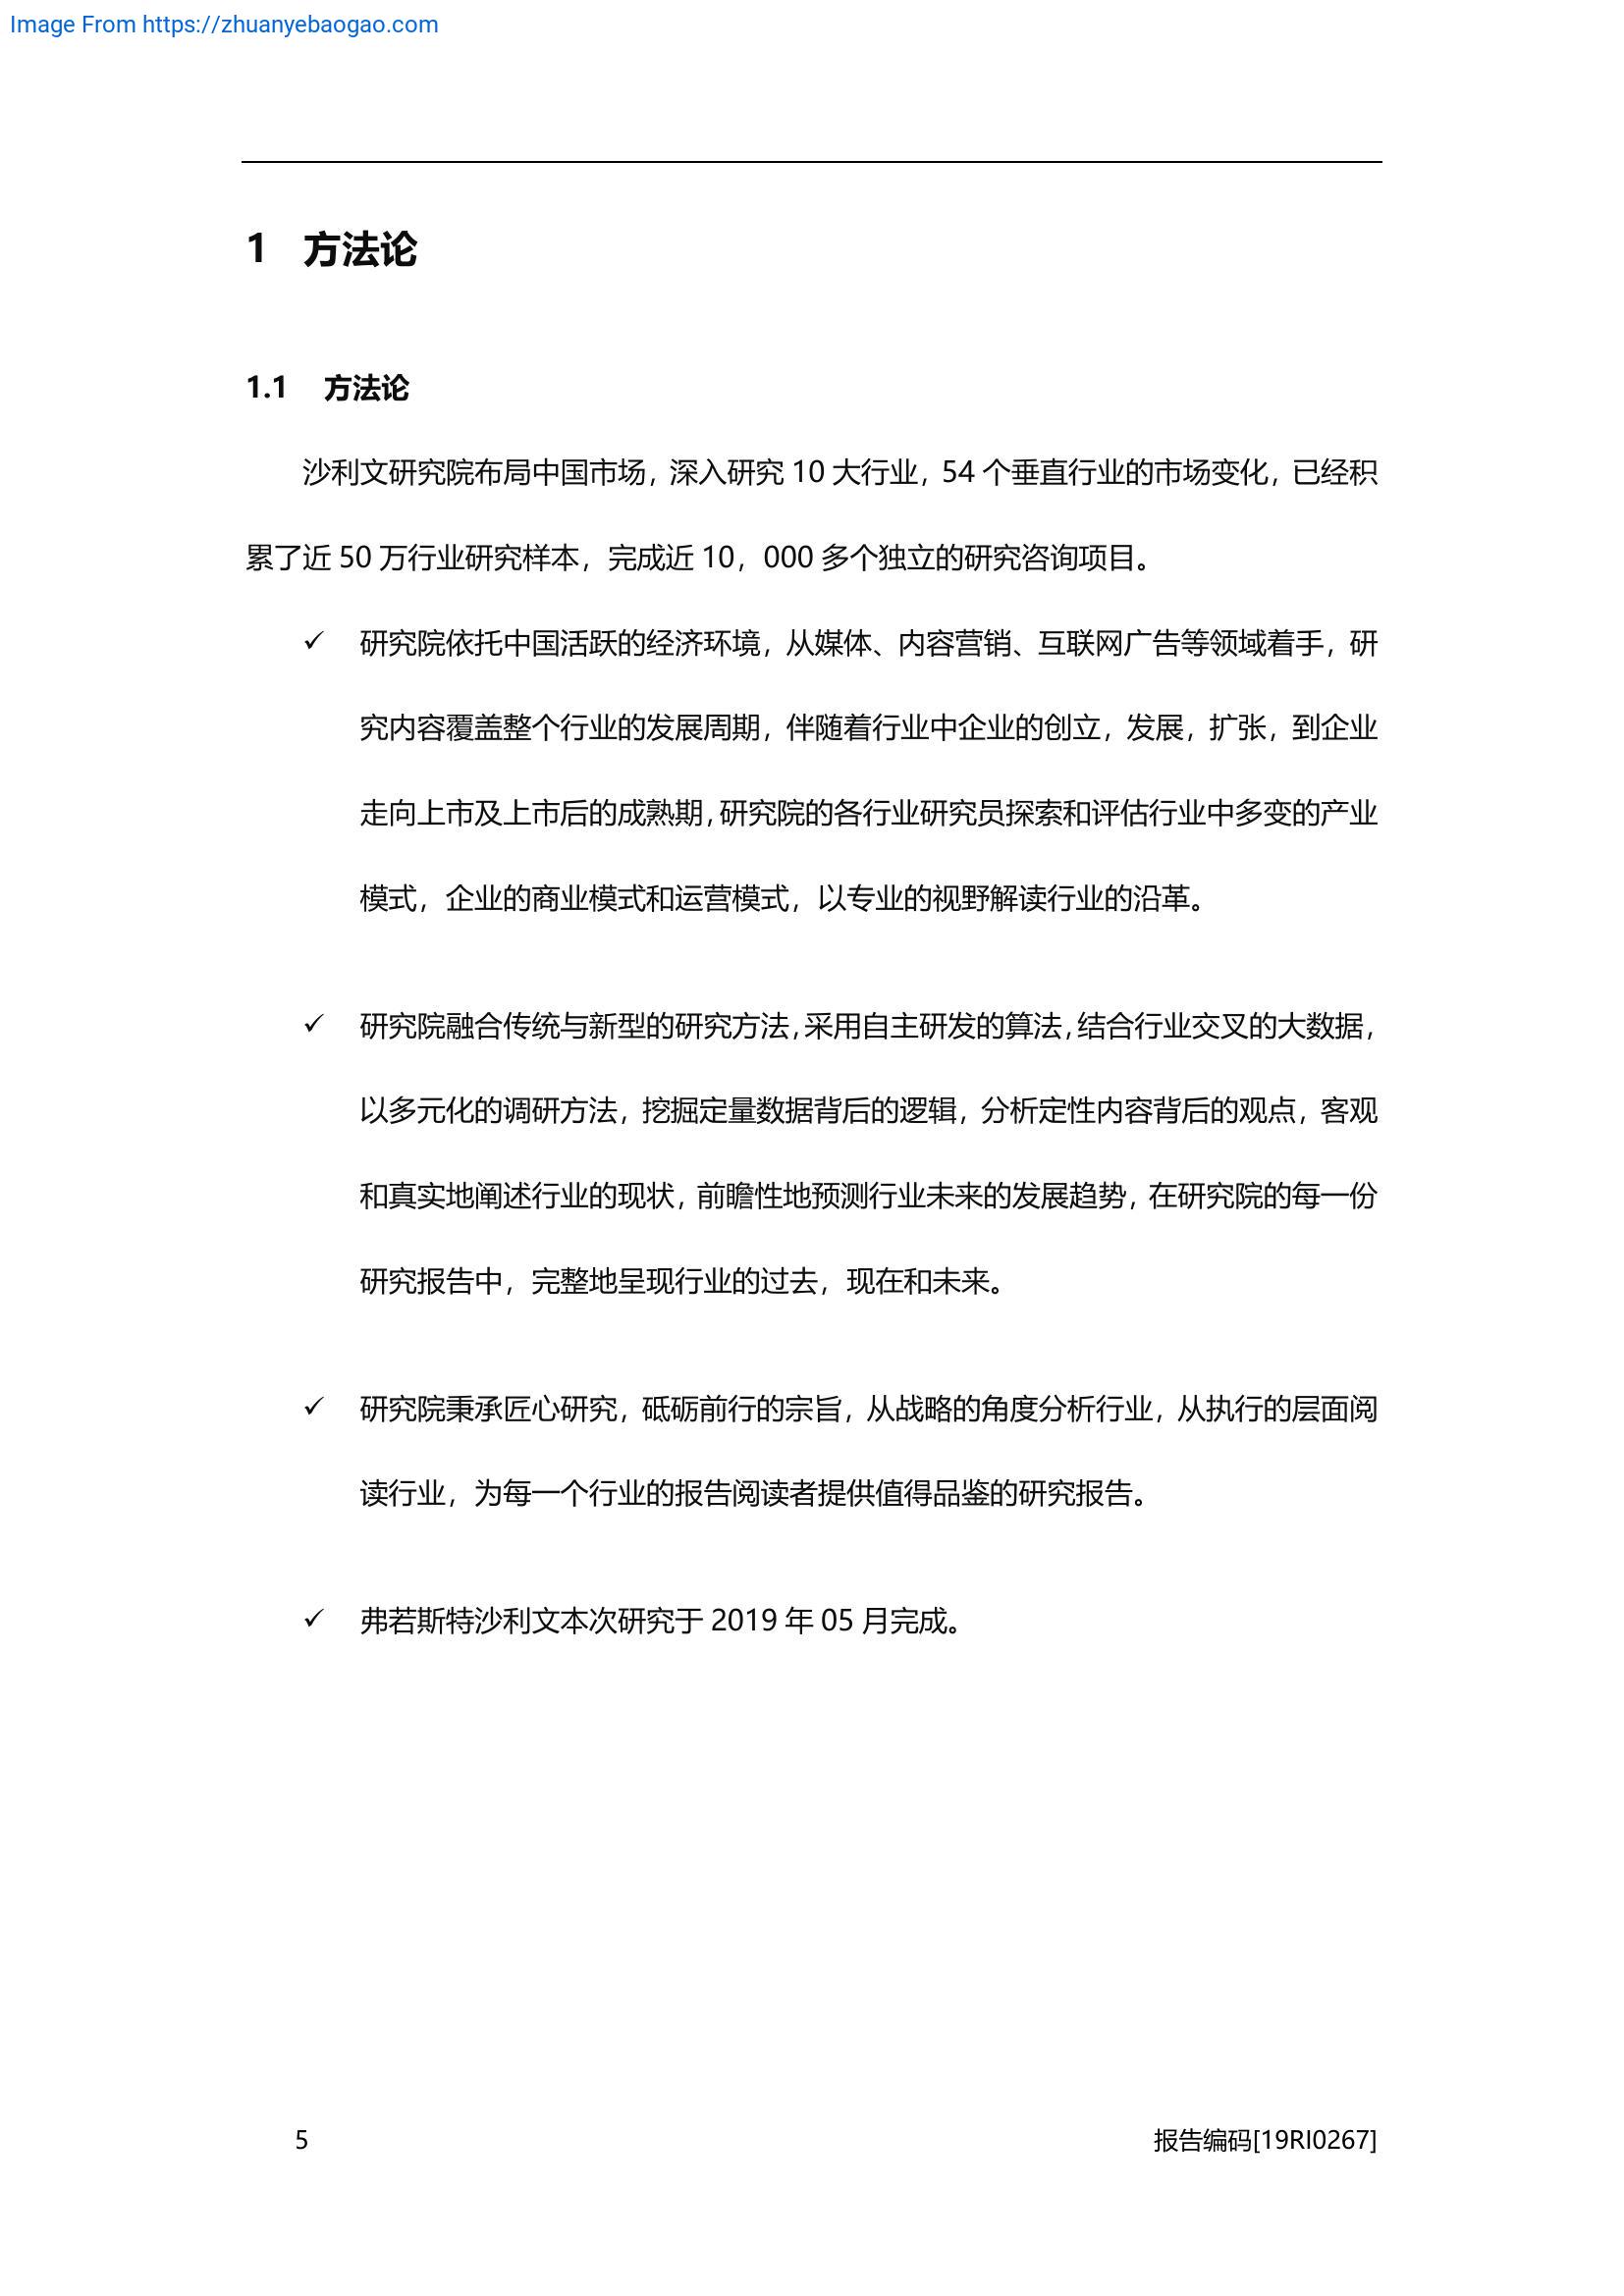 Image From https://zhuanyebaogao.com
1 方法论
1.1 方法论
沙利文研究院布局中国市场，深入研究 10 大行业，54 个垂直行业的市场变化，已经积
累了近 50 万行业研究样本，完成近 10，000 多个独立的研究咨询项目。
✓ 研究院依托中国活跃的经济环境，从媒体、内容营销、互联网广告等领域着手，研
究内容覆盖整个行业的发展周期，伴随着行业中企业的创立，发展，扩张，到企业
走向上市及上市后的成熟期，研究院的各行业研究员探索和评估行业中多变的产业
模式，企业的商业模式和运营模式，以专业的视野解读行业的沿革。
✓ 研究院融合传统与新型的研究方法，采用自主研发的算法，结合行业交叉的大数据，
以多元化的调研方法，挖掘定量数据背后的逻辑，分析定性内容背后的观点，客观
和真实地阐述行业的现状，前瞻性地预测行业未来的发展趋势，在研究院的每一份
研究报告中，完整地呈现行业的过去，现在和未来。
✓ 研究院秉承匠心研究，砥砺前行的宗旨，从战略的角度分析行业，从执行的层面阅
读行业，为每一个行业的报告阅读者提供值得品鉴的研究报告。
✓ 弗若斯特沙利文本次研究于 2019 年 05 月完成。
5 报告编码[19RI0267]